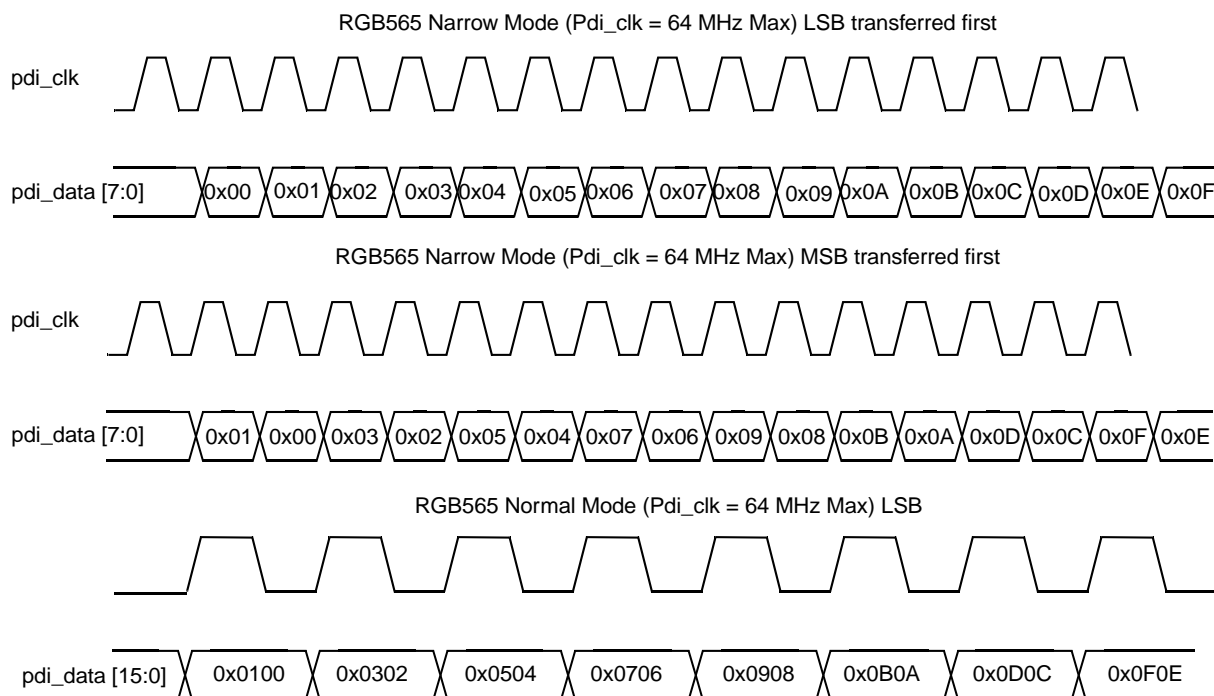 RGB565 Narrow Mode (Pdi_clk = 64 MHz Max) LSB transferred first
pdi_clk
pdi_data [7:0] 0x00 0x01 0x02 0x03 0x04 0x05 0x06 0x07 0x08 0x09 0x0A 0x0B 0x0C 0x0D 0x0E 0x0F
RGB565 Narrow Mode (Pdi_clk = 64 MHz Max) MSB transferred first
pdi_clk
pdi_data [7:0] 0x01 0x00 0x03 0x02 0x05 0x04 0x07 0x06 0x09 0x08 0x0B 0x0A 0x0D 0x0C 0x0F 0x0E
RGB565 Normal Mode (Pdi_clk = 64 MHz Max) LSB
pdi_data [15:0] 0x0100 0x0302 0x0504 0x0706 0x0908 0x0B0A 0x0D0C 0x0F0E